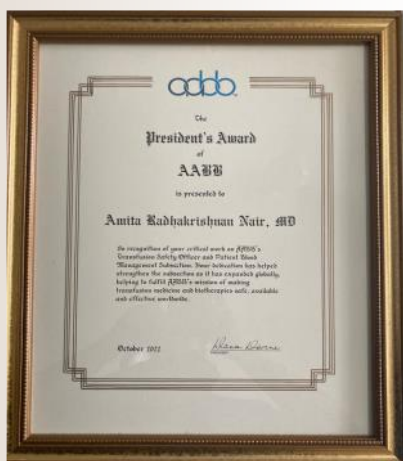 aabb
The
President's Award
of
AABB
is presented to
Amita Radhakrishnan Nair, MD
In recognition of your critical work on AABB's
Transfusion Safety Officer and Patient Blood
Management Subsection. Your dedication has helped
strengthen the subsection as it has expanded globally,
helping to fulfill AABB's mission of making
transfusion medicine and biotherapies safe, available
and effective worldwide.
October